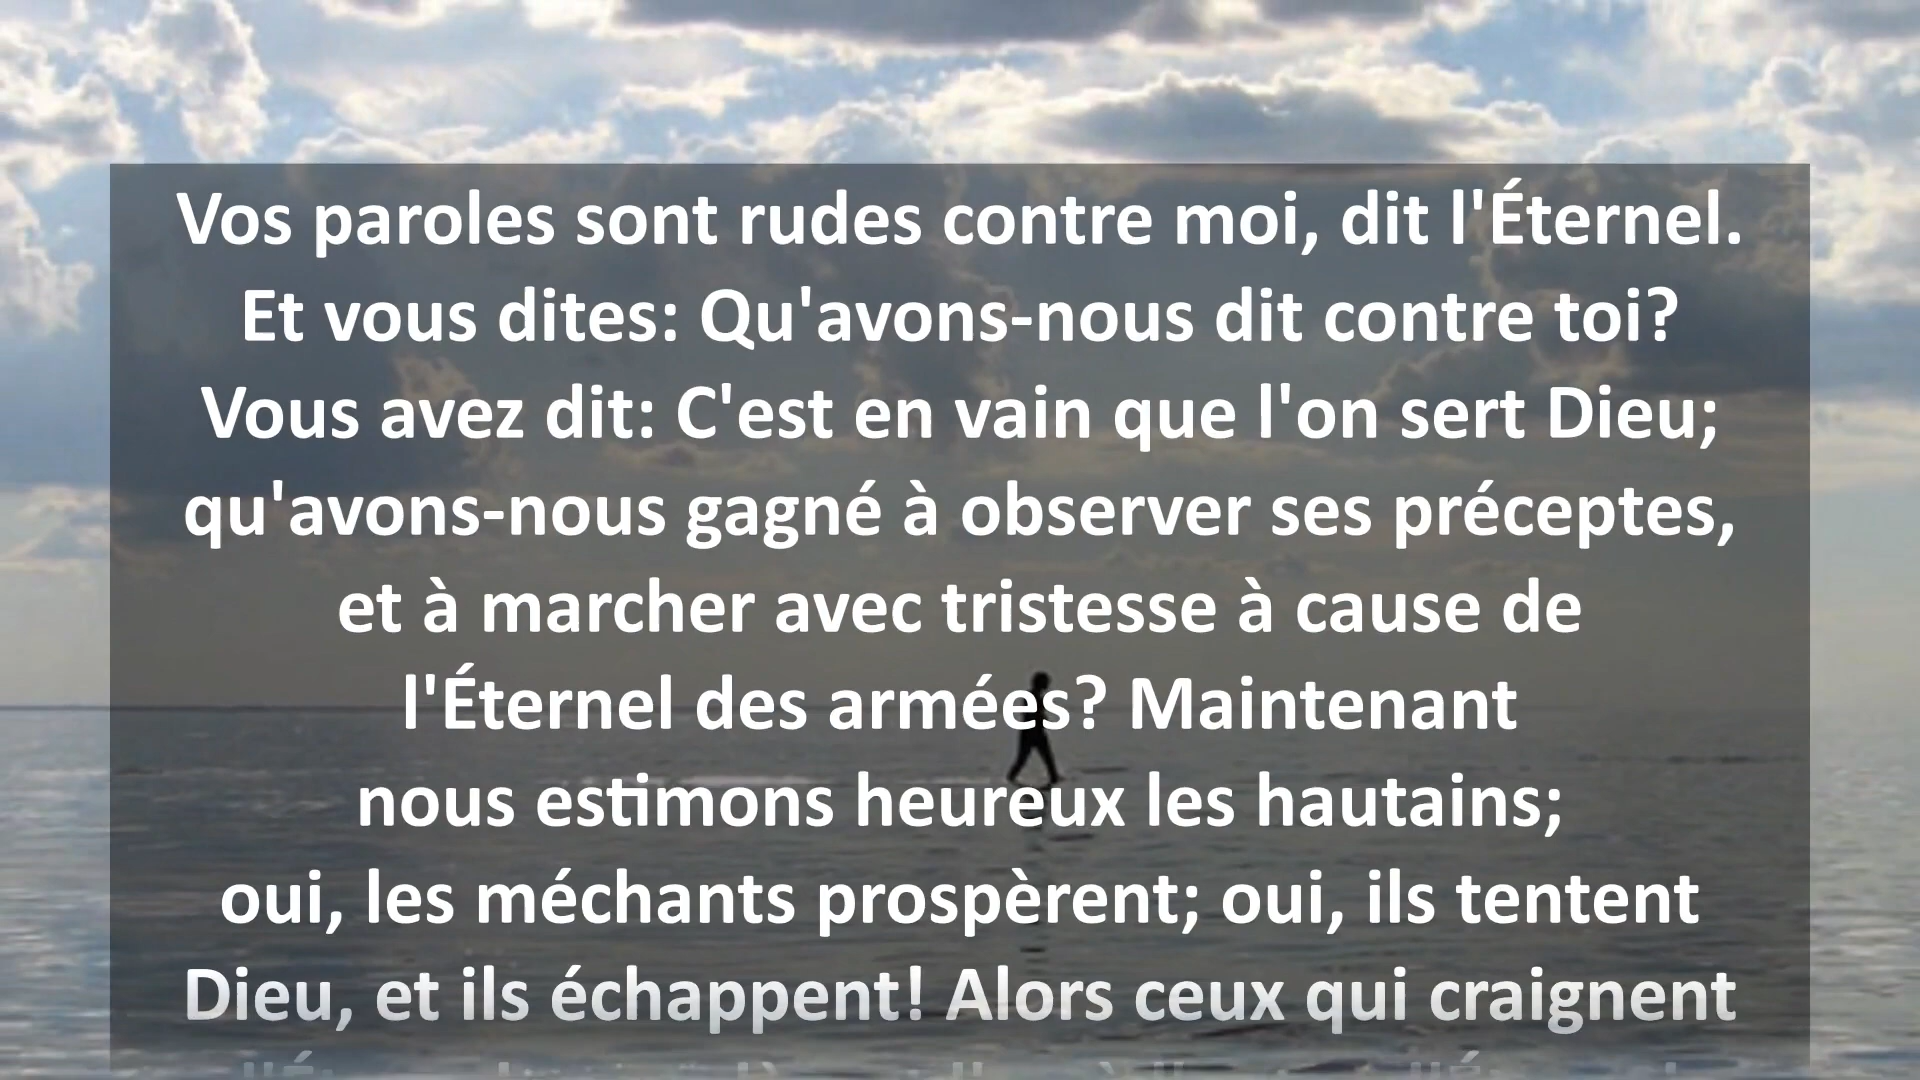 Vos paroles sont rudes contre moi, dit l'Éternel.
Et vous dites: Qu'avons-nous dit contre toi?
Vous avez dit: C'est en vain que l'on sert Dieu;
qu'avons-nous gagné à observer ses préceptes,
et à marcher avec tristesse à cause de
l'Éternel des armées? Maintenant
nous estimons heureux les hautains;
oui, les méchants prospèrent; oui, ils tentent
Dieu, et ils échappent! Alors ceux qui craignent